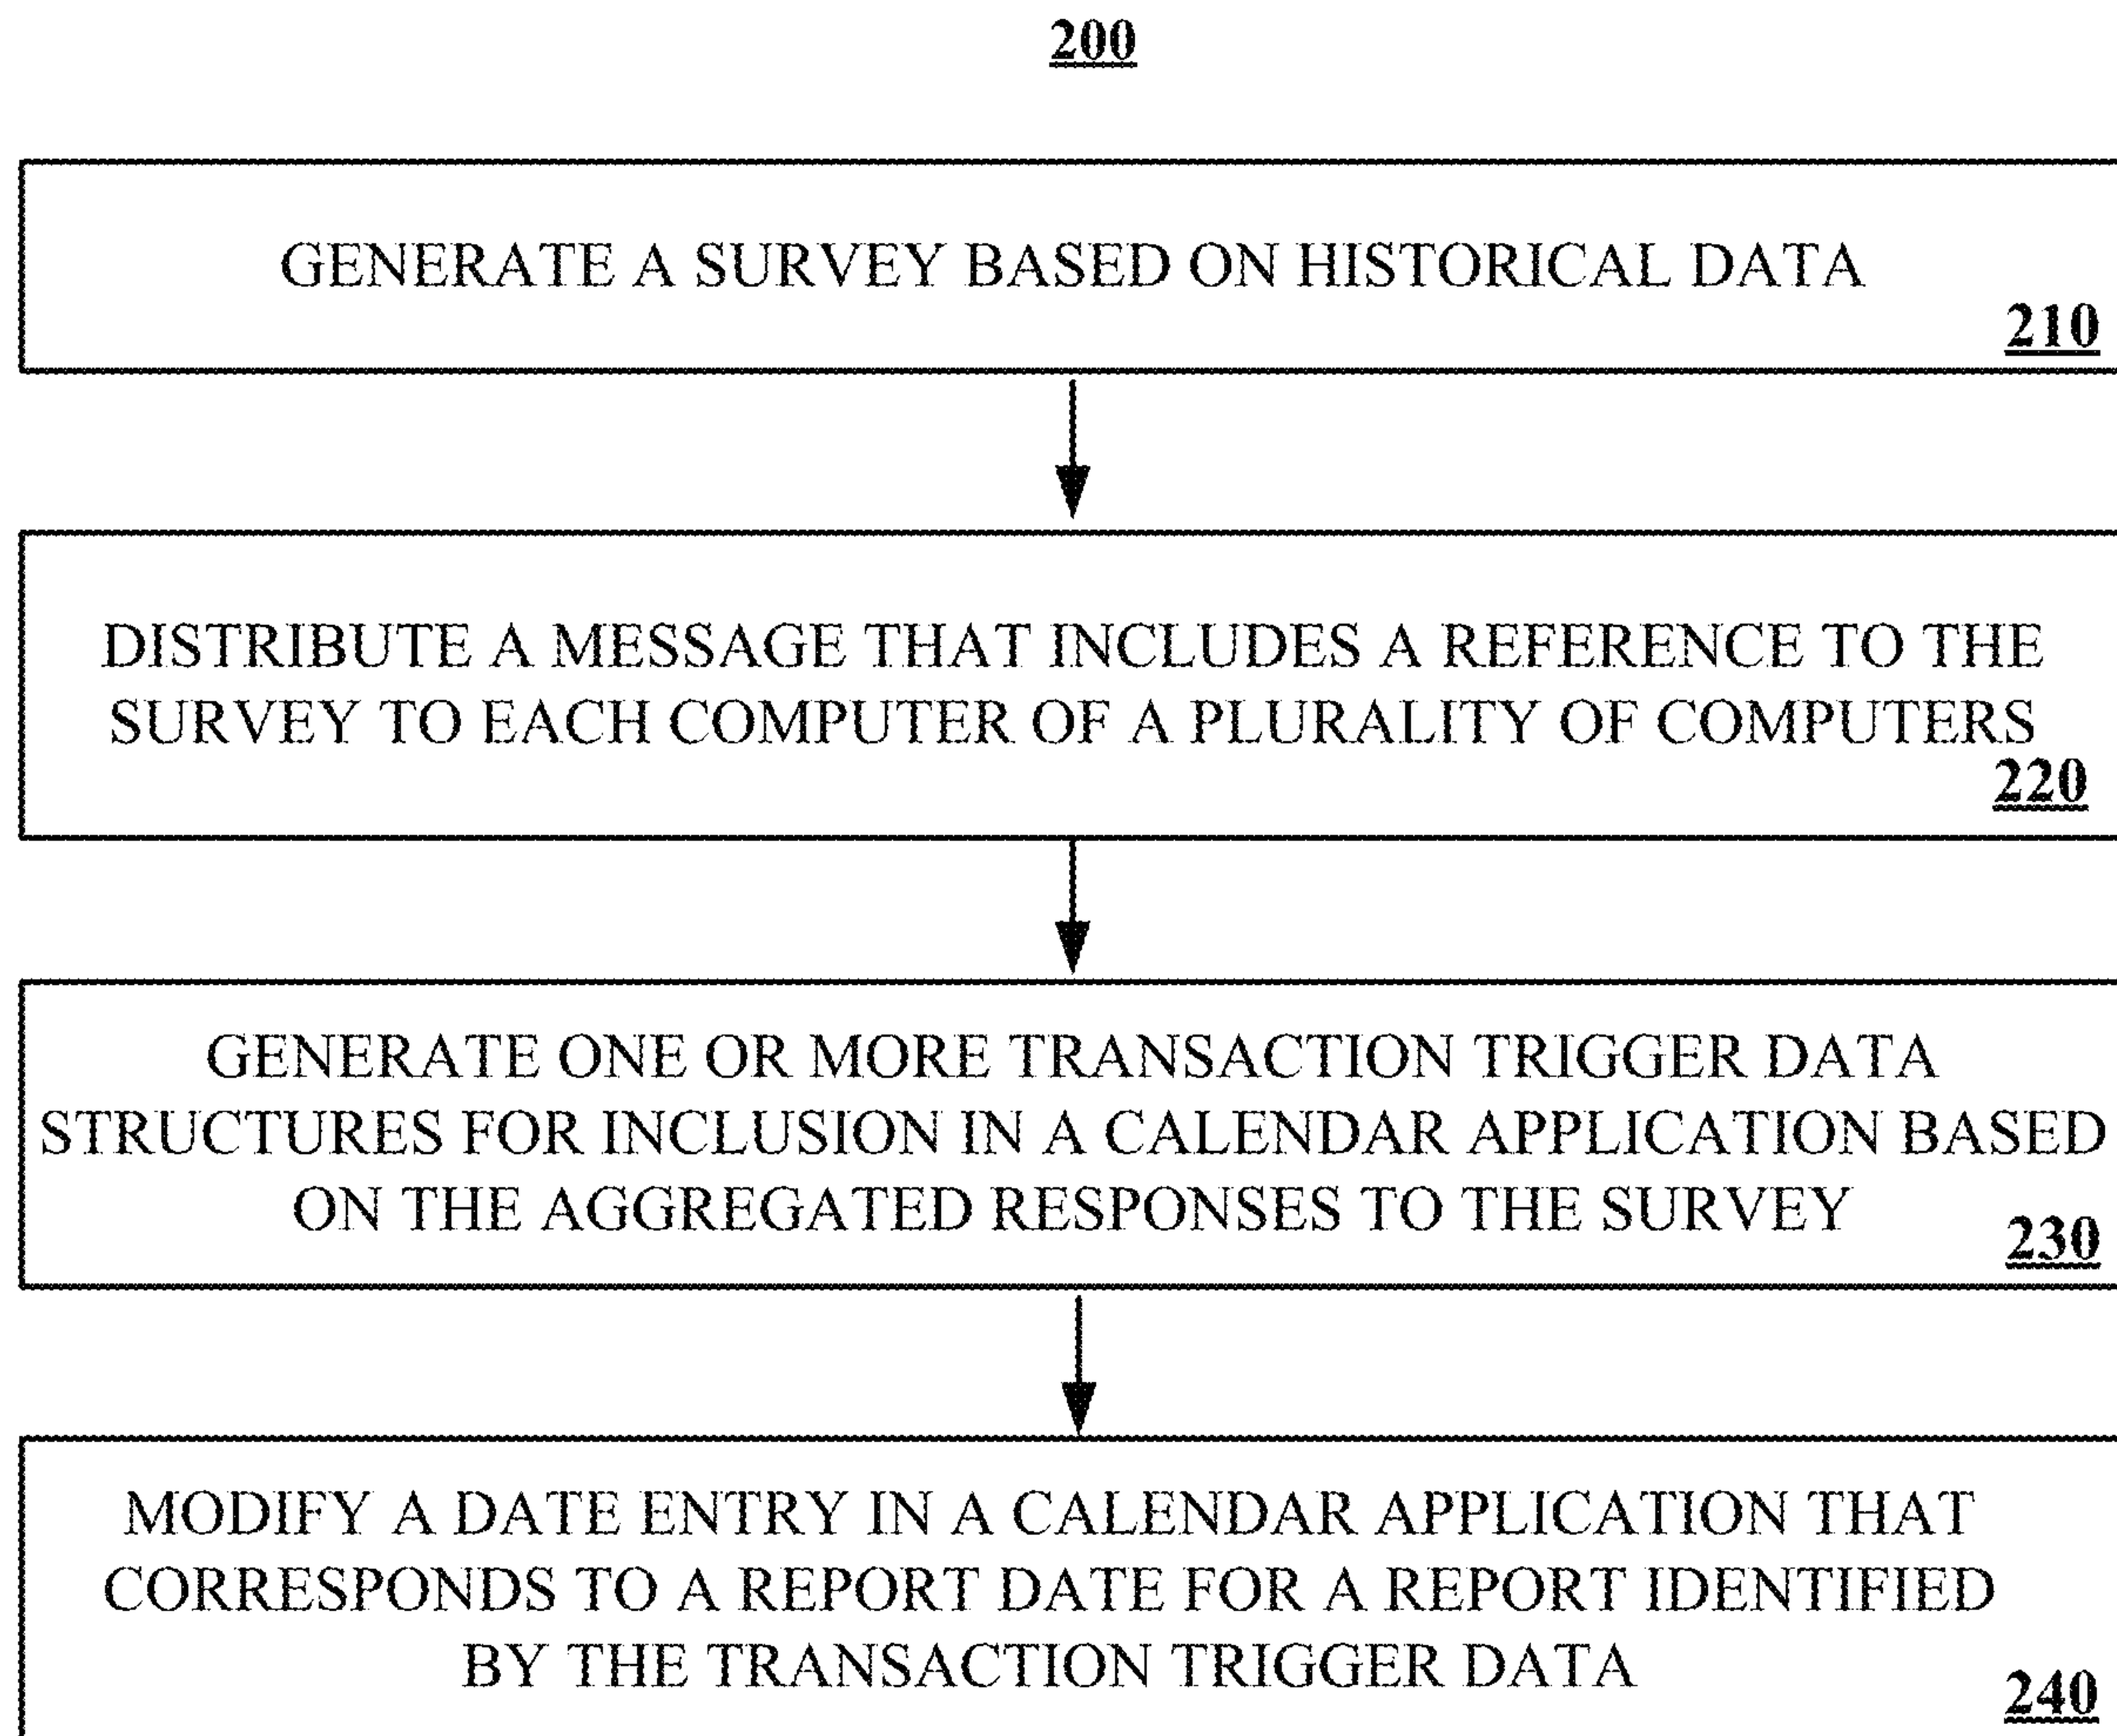 200
GENERATE A SURVEY BASED ON HISTORICAL DATA
210
DISTRIBUTE A MESSAGE THAT INCLUDES A REFERENCE TO THE
SURVEY TO EACH COMPUTER OF A PLURALITY OF COMPUTERS
220
GENERATE ONE OR MORE TRANSACTION TRIGGER DATA
STRUCTURES FOR INCLUSION IN A CALENDAR APPLICATION BASED
ON THE AGGREGATED RESPONSES TO THE SURVEY
230
MODIFY A DATE ENTRY IN A CALENDAR APPLICATION THAT
CORRESPONDS TO A REPORT DATE FOR A REPORT IDENTIFIED
BY THE TRANSACTION TRIGGER DATA
240